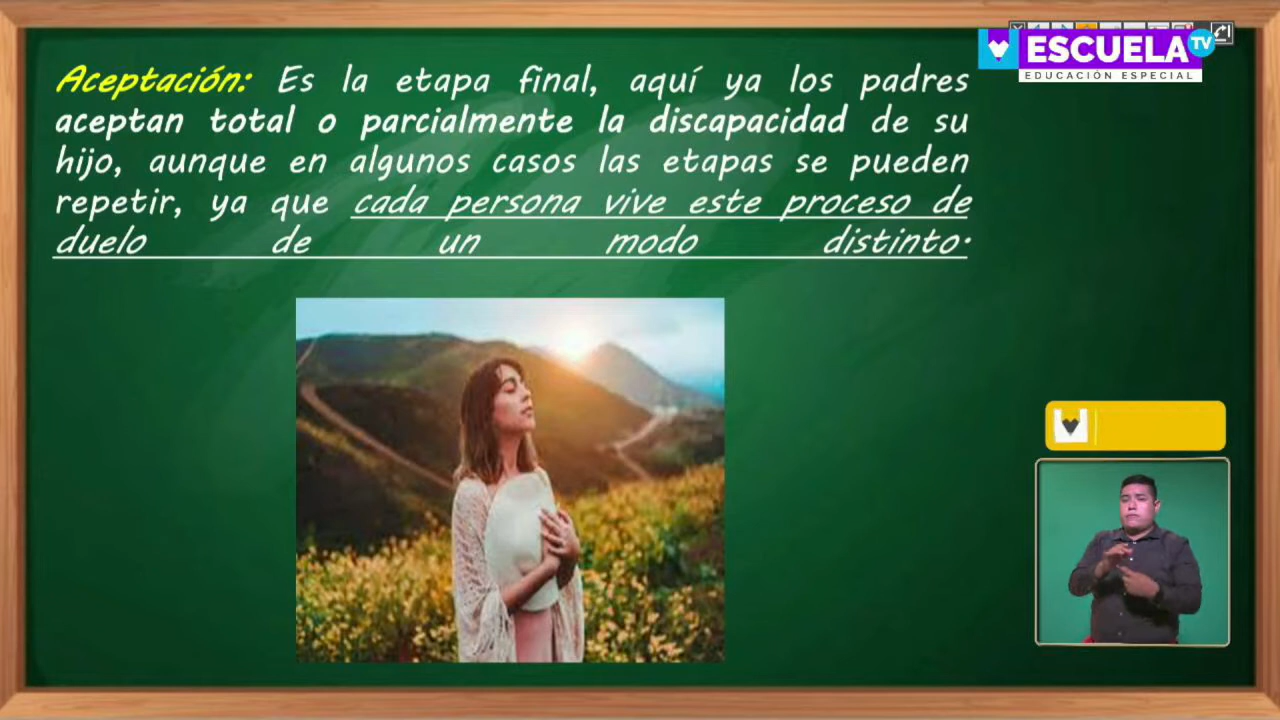 Aceptación: Es la etapa final, aquí ya los padres
aceptan total o parcialmente la discapacidad de su
hijo, aunque en algunos casos las etapas se pueden
repetir, ya que cada persona vive este proceso de
duelo de un modo distinto.
ESCUELA TV
EDUCACIÓN ESPECIAL